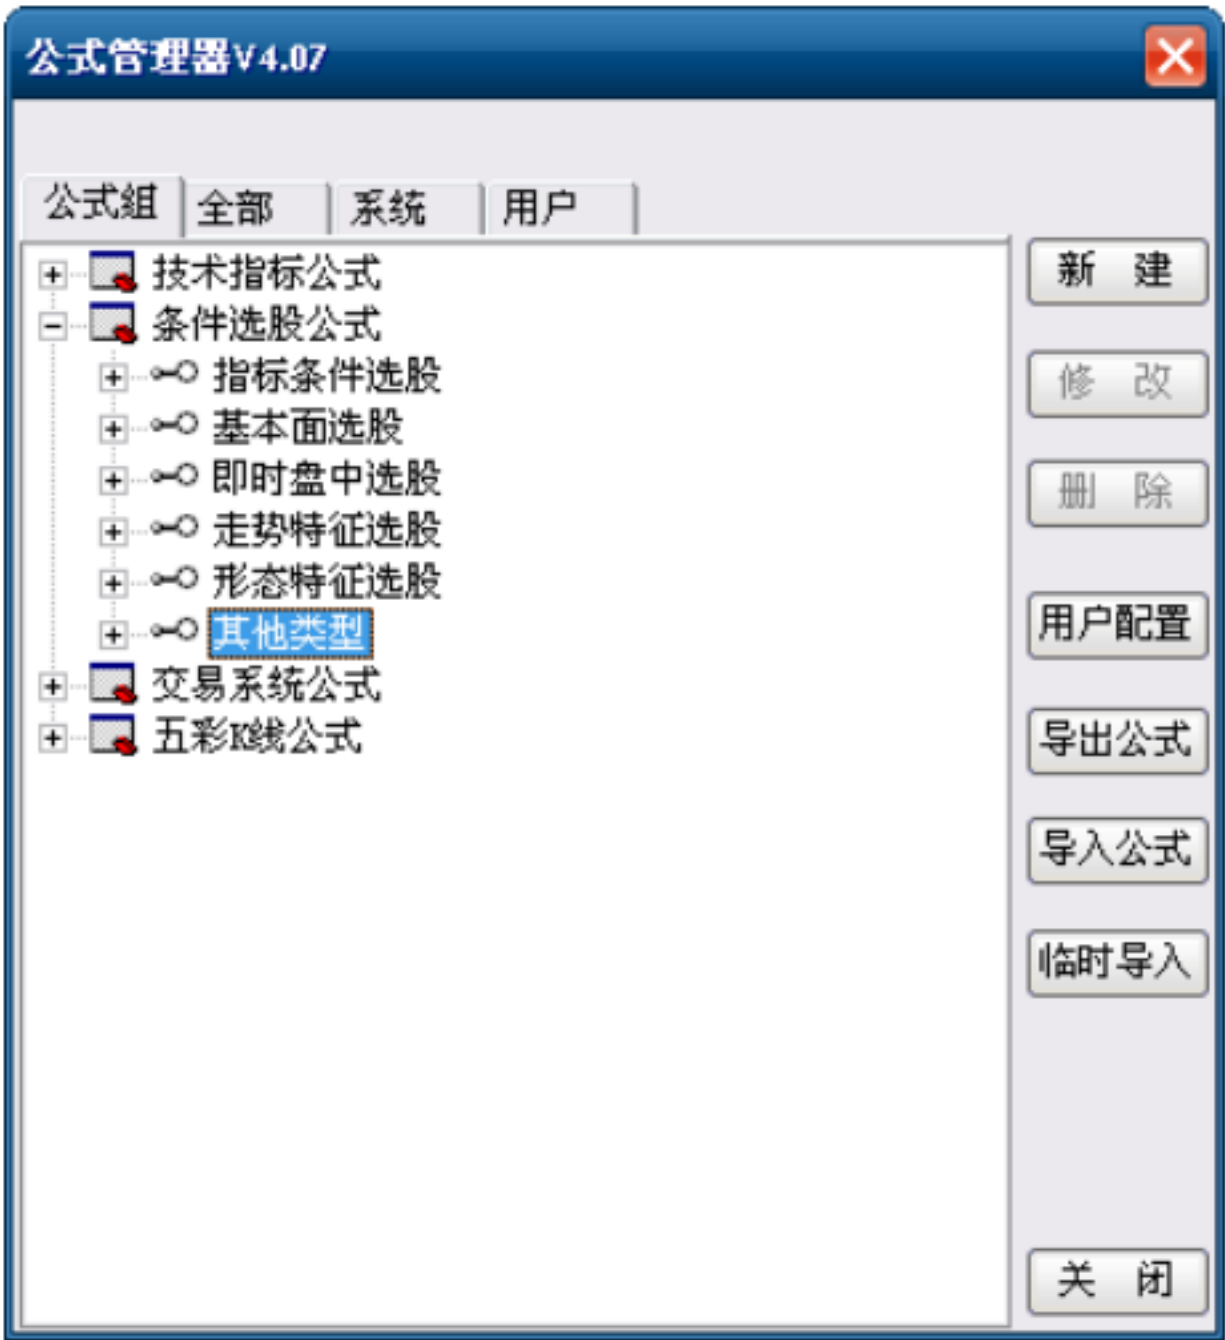 公式管理器V4.07
公式组 全部 系统 用户
技术指标公式
条件选股公式
指标条件选股
基本面选股
即时盘中选股
走势特征选股
形态特征选股
其他类型
交易系统公式
五彩K线公式
新 建
修 改
删 除
用户配置
导出公式
导入公式
临时导入
关 闭